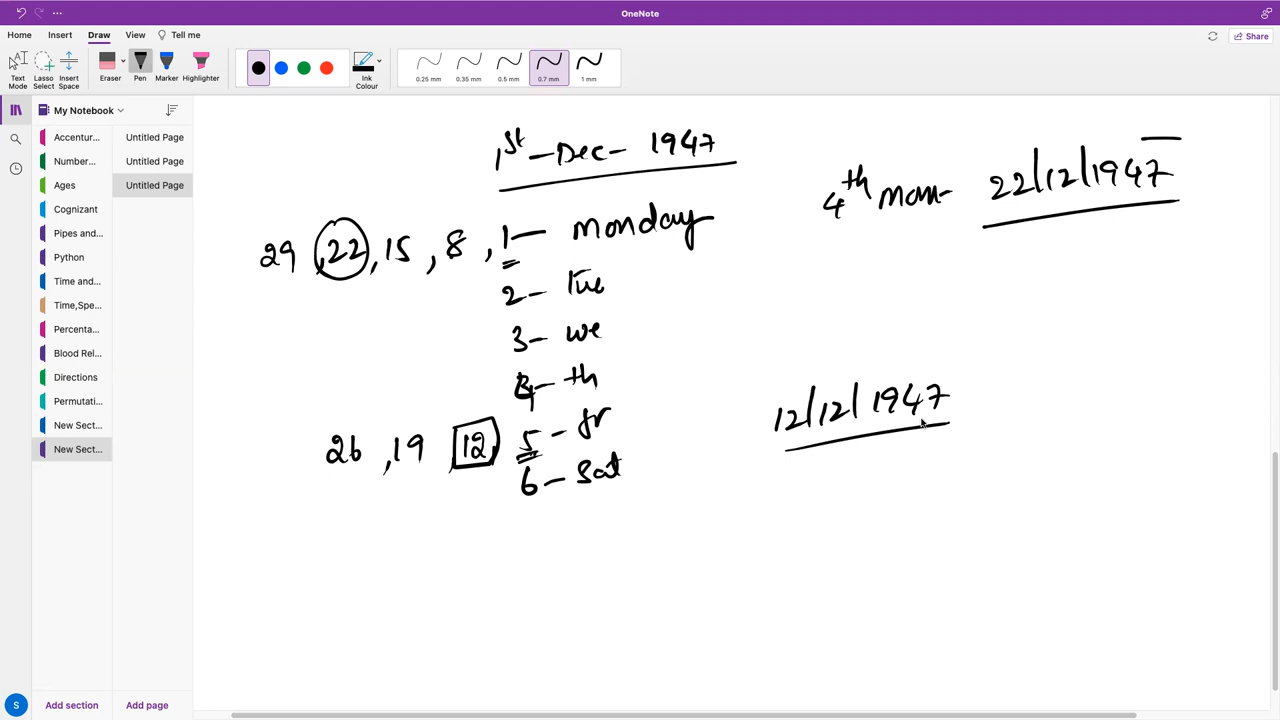 OneNote
Home Insert Draw View Tell me
Share
Text Mode
Lasso Select
Insert Space
Eraser
Pen
Marker
Highlighter
Ink Colour
0.25 mm
0.35 mm
0.5 mm
0.7 mm
1 mm
My Notebook
Accentur...
Number...
Ages
Cognizant
Pipes and...
Python
Time and...
Time,Spe...
Percenta...
Blood Rel...
Directions
Permutati...
New Sect...
New Sect...
Untitled Page
Untitled Page
Untitled Page
S
Add section
Add page
1st - Dec - 1947
4th mon - 22/12/1947
29 , 22 , 15 , 8 , 1 - monday
2 - Tue
3 - we
4 - th
26 , 19 , 12 , 5 - fr
6 - Sat
12/12/1947